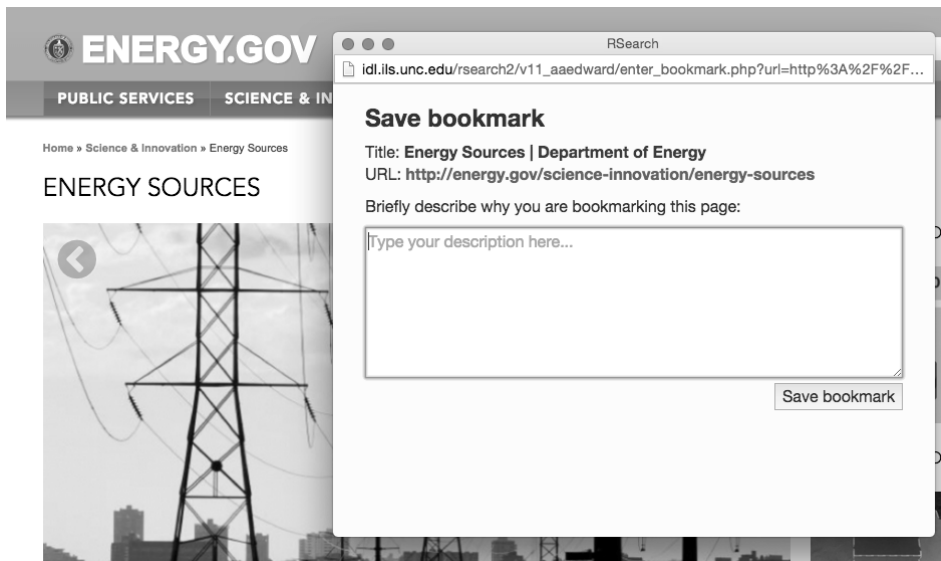 ENERGY.GOV
PUBLIC SERVICES SCIENCE & IN
Home » Science & Innovation » Energy Sources
ENERGY SOURCES
RSearch
idl.ils.unc.edu/rsearch2/v11_aaedward/enter_bookmark.php?url=http%3A%2F%2F...
Save bookmark
Title: Energy Sources | Department of Energy
URL: http://energy.gov/science-innovation/energy-sources
Briefly describe why you are bookmarking this page:
Type your description here...
Save bookmark